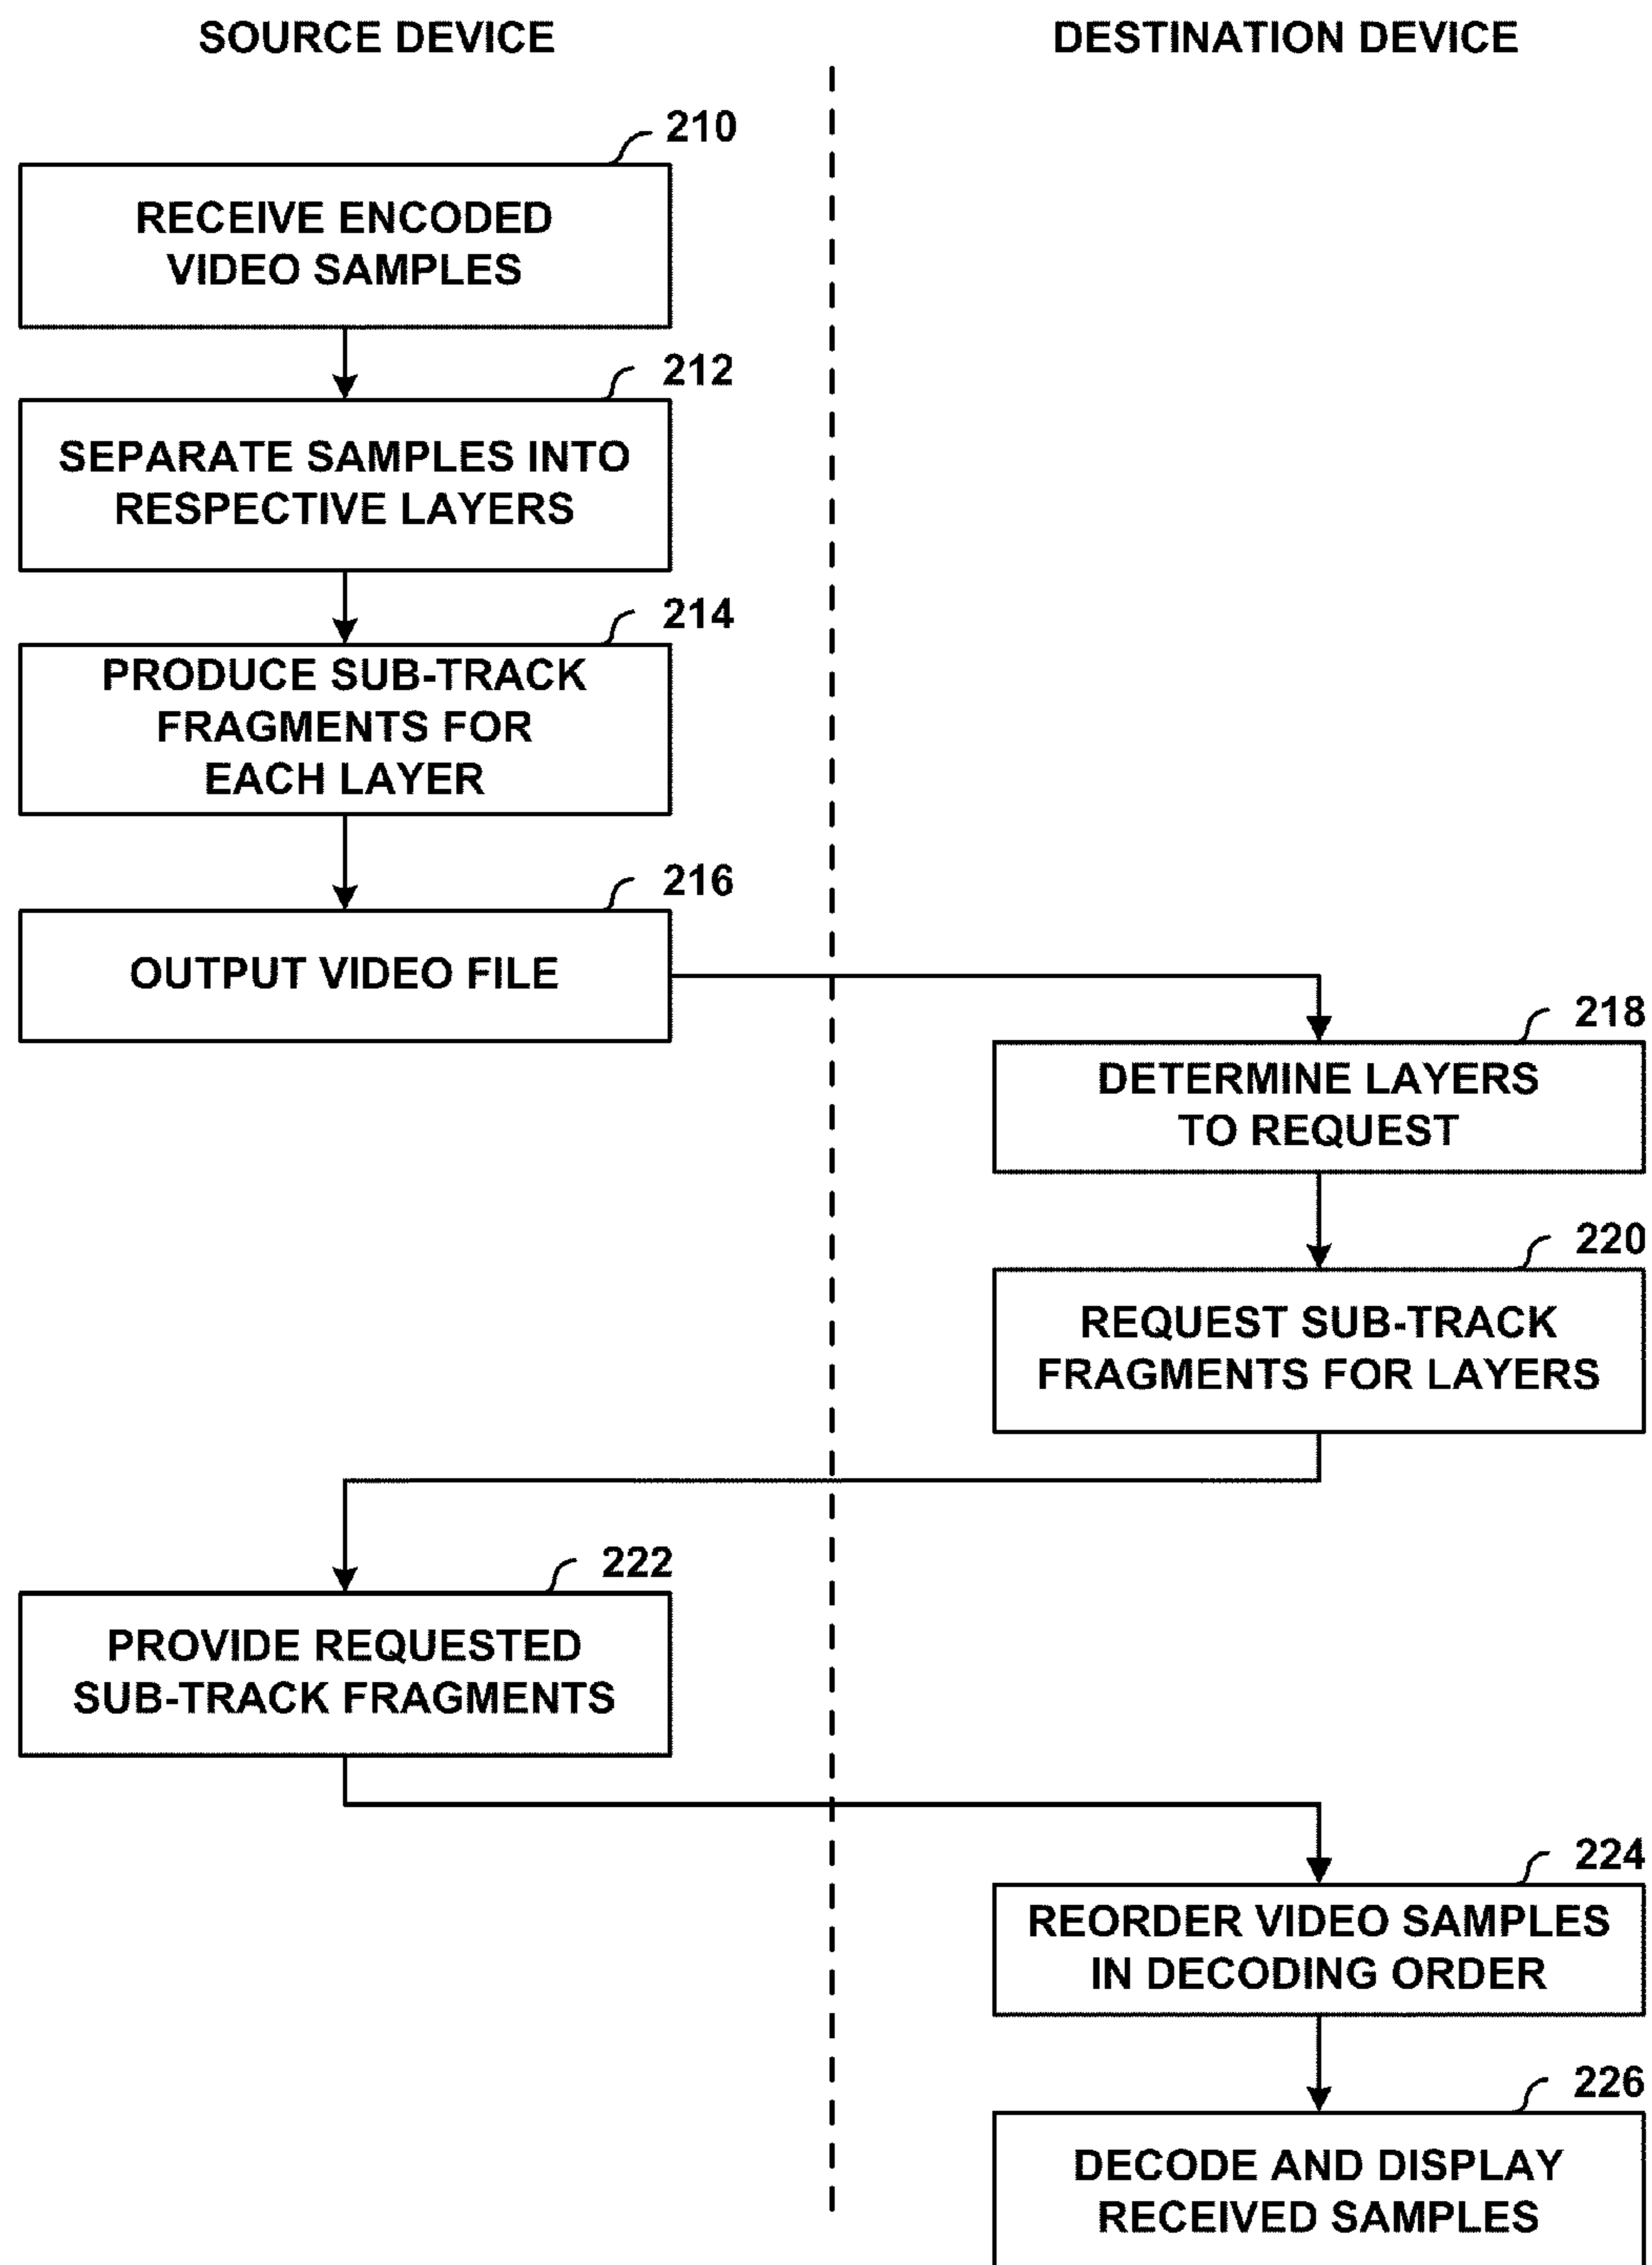 SOURCE DEVICE
DESTINATION DEVICE
210
RECEIVE ENCODED
VIDEO SAMPLES
212
SEPARATE SAMPLES INTO
RESPECTIVE LAYERS
214
PRODUCE SUB-TRACK
FRAGMENTS FOR
EACH LAYER
216
OUTPUT VIDEO FILE
218
DETERMINE LAYERS
TO REQUEST
220
REQUEST SUB-TRACK
FRAGMENTS FOR LAYERS
222
PROVIDE REQUESTED
SUB-TRACK FRAGMENTS
224
REORDER VIDEO SAMPLES
IN DECODING ORDER
226
DECODE AND DISPLAY
RECEIVED SAMPLES